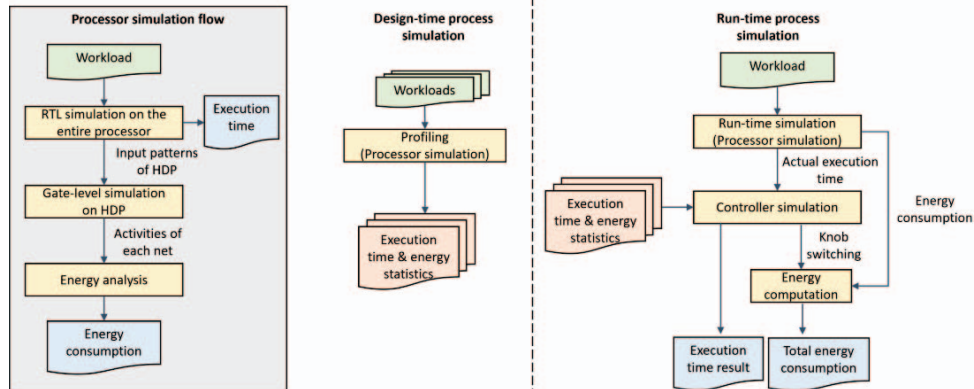 Processor simulation flow
Workload
RTL simulation on the
entire processor
Execution
time
Input patterns
of HDP
Gate-level simulation
on HDP
Activities of
each net
Energy analysis
Energy
consumption
Design-time process
simulation
Workloads
Profiling
(Processor simulation)
Execution
time & energy
statistics
Run-time process
simulation
Workload
Run-time simulation
(Processor simulation)
Actual execution
time
Execution
time & energy
statistics
Controller simulation
Energy
consumption
Knob
switching
Energy
computation
Execution
time result
Total energy
consumption